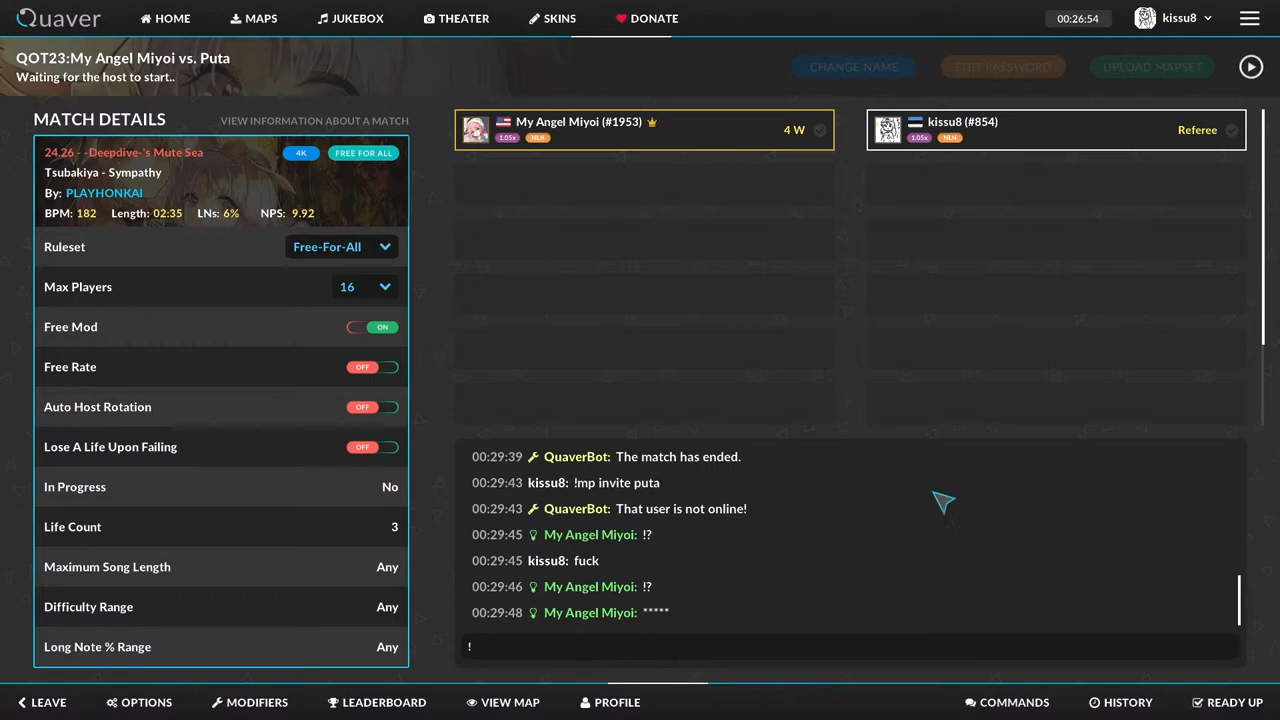 Quaver HOME MAPS JUKEBOX THEATER SKINS DONATE 00:26:54 kissu8
QOT23:My Angel Miyoi vs. Puta
Waiting for the host to start..
CHANGE NAME EDIT PASSWORD UPLOAD MAPSET
MATCH DETAILS VIEW INFORMATION ABOUT A MATCH
24.26 - -Deepdive-'s Mute Sea 4K FREE FOR ALL
Tsubakiya - Sympathy
By: PLAYHONKAI
BPM: 182 Length: 02:35 LNs: 6% NPS: 9.92
Ruleset Free-For-All
Max Players 16
Free Mod ON
Free Rate OFF
Auto Host Rotation OFF
Lose A Life Upon Failing OFF
In Progress No
Life Count 3
Maximum Song Length Any
Difficulty Range Any
Long Note % Range Any
My Angel Miyoi (#1953)
1.05x NLN
4 W
kissu8 (#854)
1.05x NLN
Referee
00:29:39 QuaverBot: The match has ended.
00:29:43 kissu8: !mp invite puta
00:29:43 QuaverBot: That user is not online!
00:29:45 My Angel Miyoi: !?
00:29:45 kissu8: fuck
00:29:46 My Angel Miyoi: !?
00:29:48 My Angel Miyoi: *****
!
LEAVE OPTIONS MODIFIERS LEADERBOARD VIEW MAP PROFILE COMMANDS HISTORY READY UP